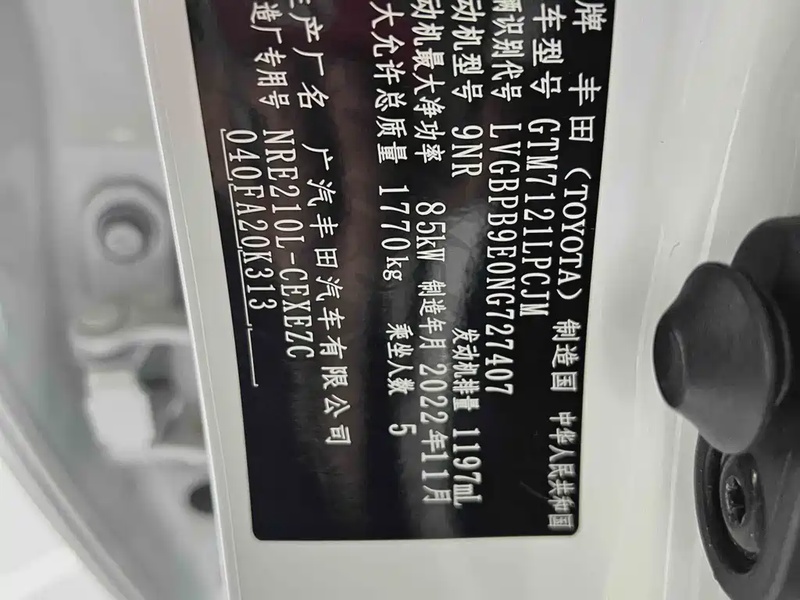 牌 丰田（TOYOTA） 制造国 中华人民共和国
车型号 GTM7121LPCJM
辆识别代号 LVGBPB9E0NG727407
动机型号 9NR 发动机排量 1197mL
动机最大净功率 85kW 制造年月 2022年11月
大允许总质量 1770kg 乘坐人数 5
生产厂名 广汽丰田汽车有限公司
造厂专用号 NRE210L-CEXEZC
040FA20K313